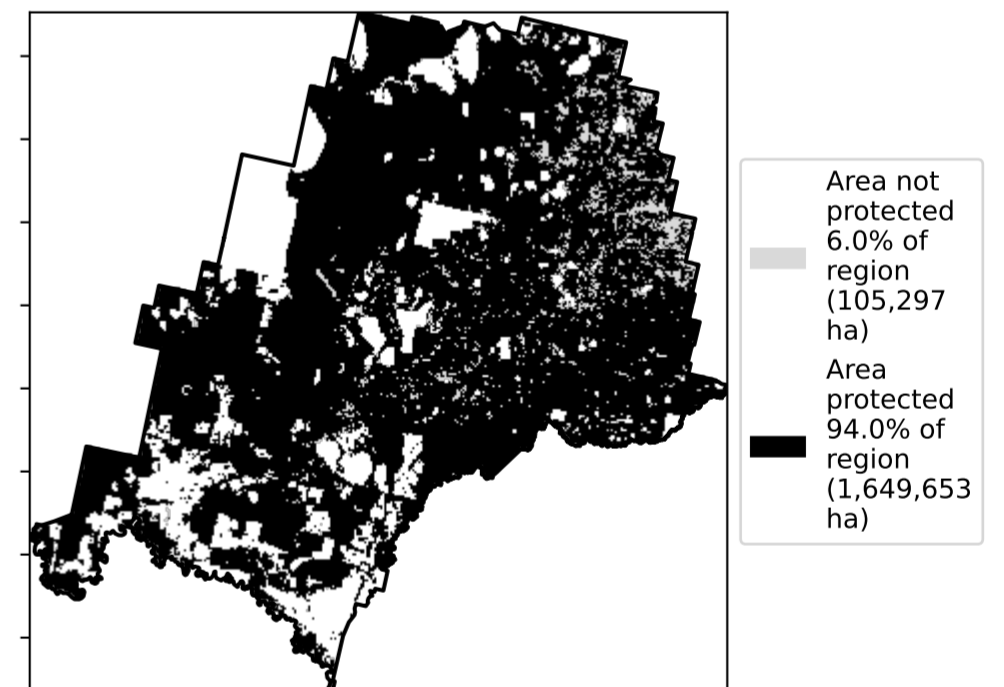 Area not
protected
6.0% of
region
(105,297
ha)
Area
protected
94.0% of
region
(1,649,653
ha)